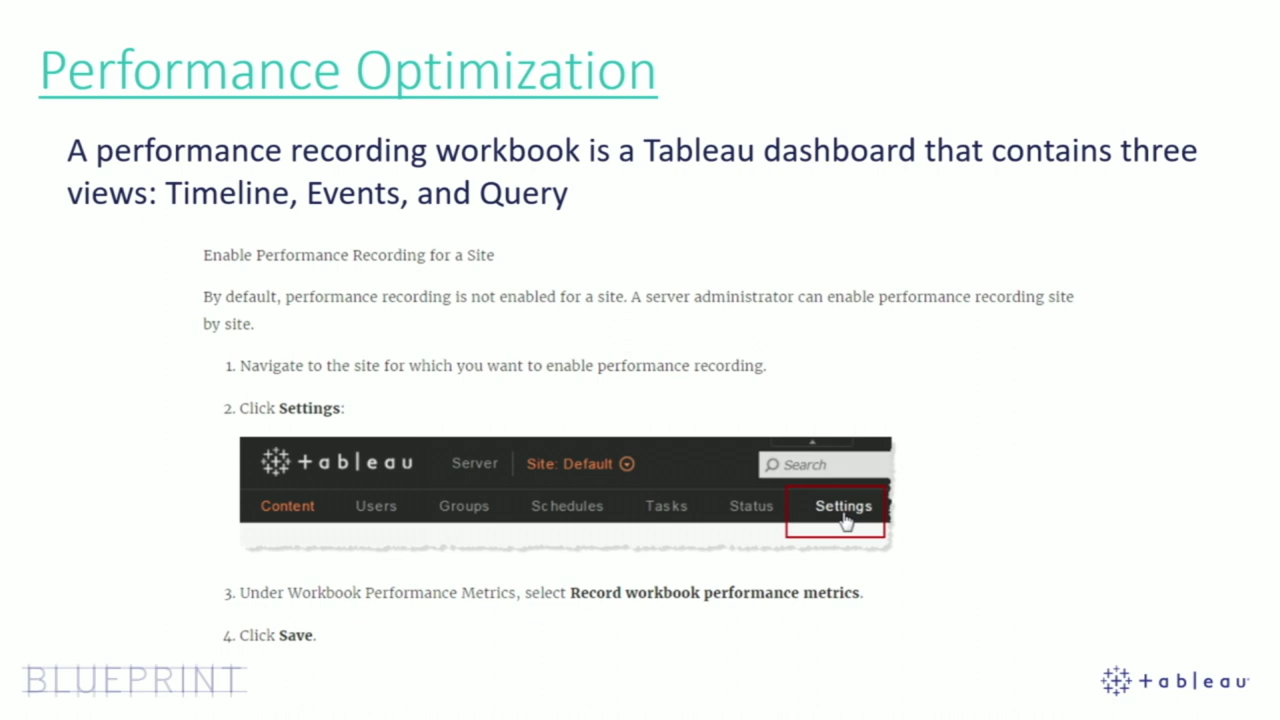 Performance Optimization
A performance recording workbook is a Tableau dashboard that contains three
views: Timeline, Events, and Query
Enable Performance Recording for a Site
By default, performance recording is not enabled for a site. A server administrator can enable performance recording site
by site.
1. Navigate to the site for which you want to enable performance recording.
2. Click Settings:
+ableau Server Site: Default Search
Content Users Groups Schedules Tasks Status Settings
3. Under Workbook Performance Metrics, select Record workbook performance metrics.
4. Click Save.
BLUEPRINT
+ableau